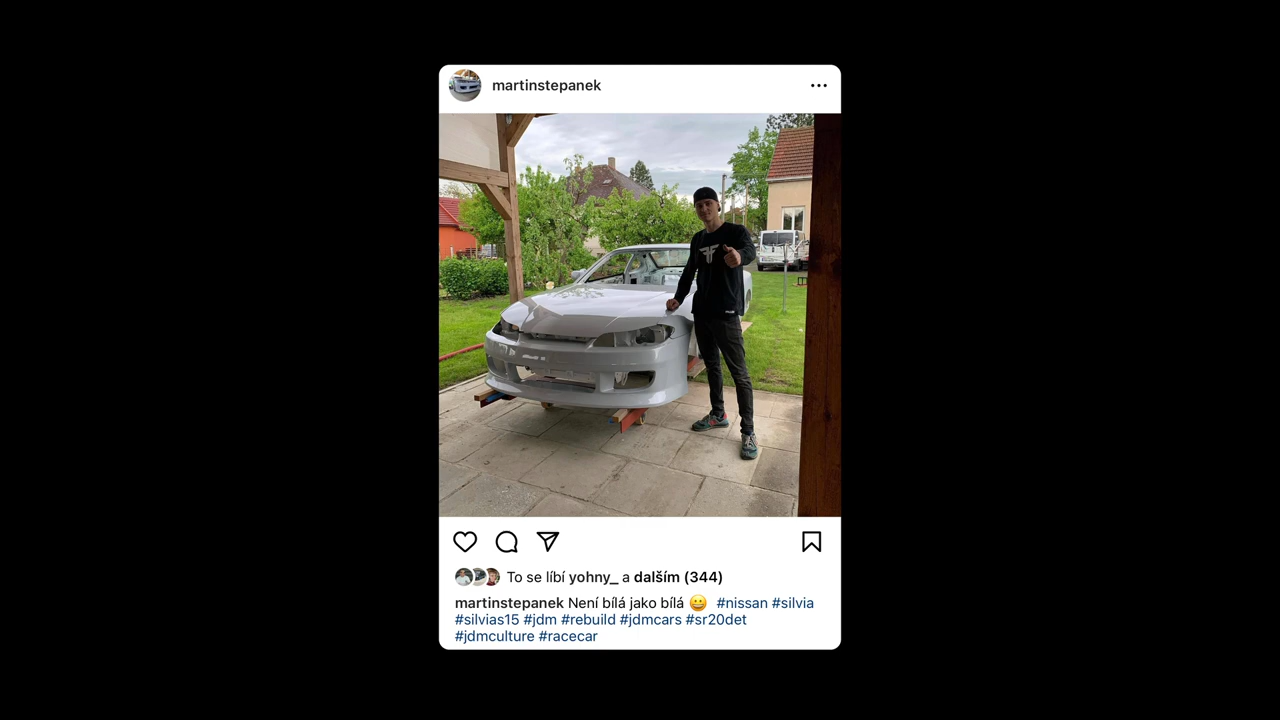 martinstepanek
To se líbí yohny_ a dalším (344)
martinstepanek Není bílá jako bílá 😀 #nissan #silvia
#silvias15 #jdm #rebuild #jdmcars #sr20det
#jdmculture #racecar